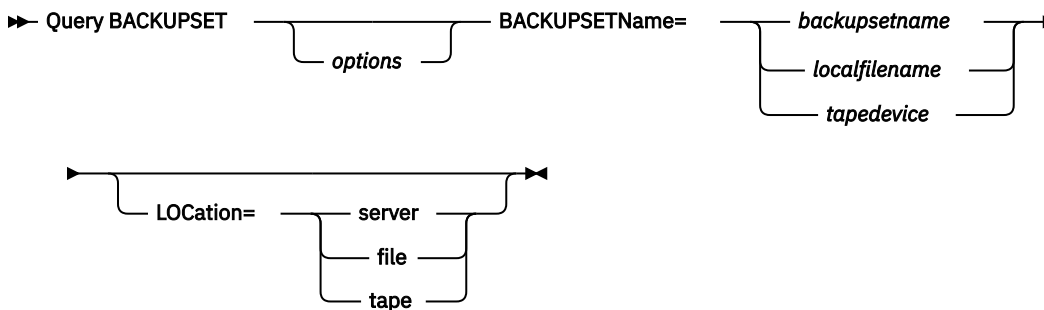 Query BACKUPSET options BACKUPSETName= backupsetname
localfilename
tapedevice
LOCation= server
file
tape